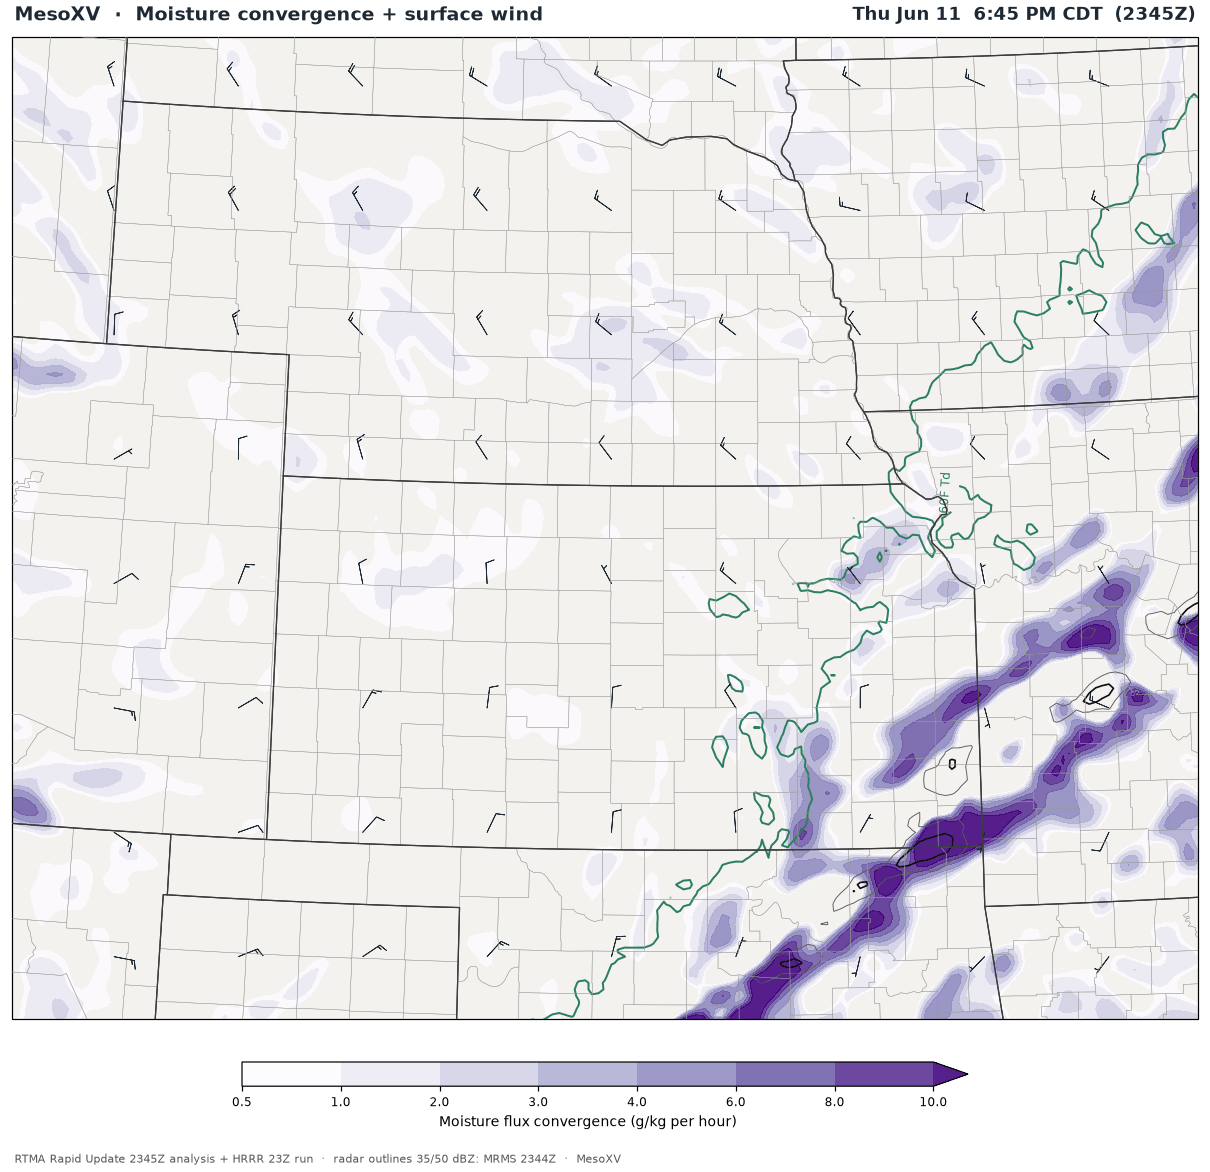 MesoXV · Moisture convergence + surface wind
Thu Jun 11 6:45 PM CDT (2345Z)
60F Td
0.5 1.0 2.0 3.0 4.0 6.0 8.0 10.0
Moisture flux convergence (g/kg per hour)
RTMA Rapid Update 2345Z analysis + HRRR 23Z run · radar outlines 35/50 dBZ: MRMS 2344Z · MesoXV